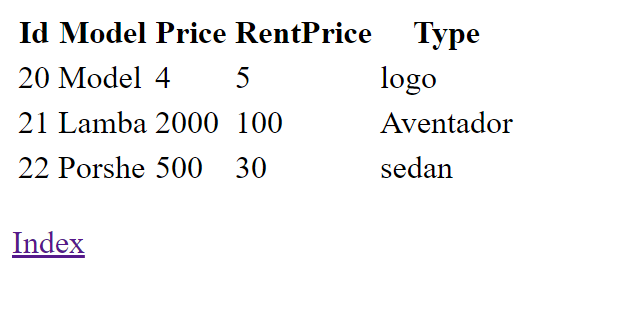 Id Model Price RentPrice Type
20 Model 4 5 logo
21 Lamba 2000 100 Aventador
22 Porshe 500 30 sedan
Index